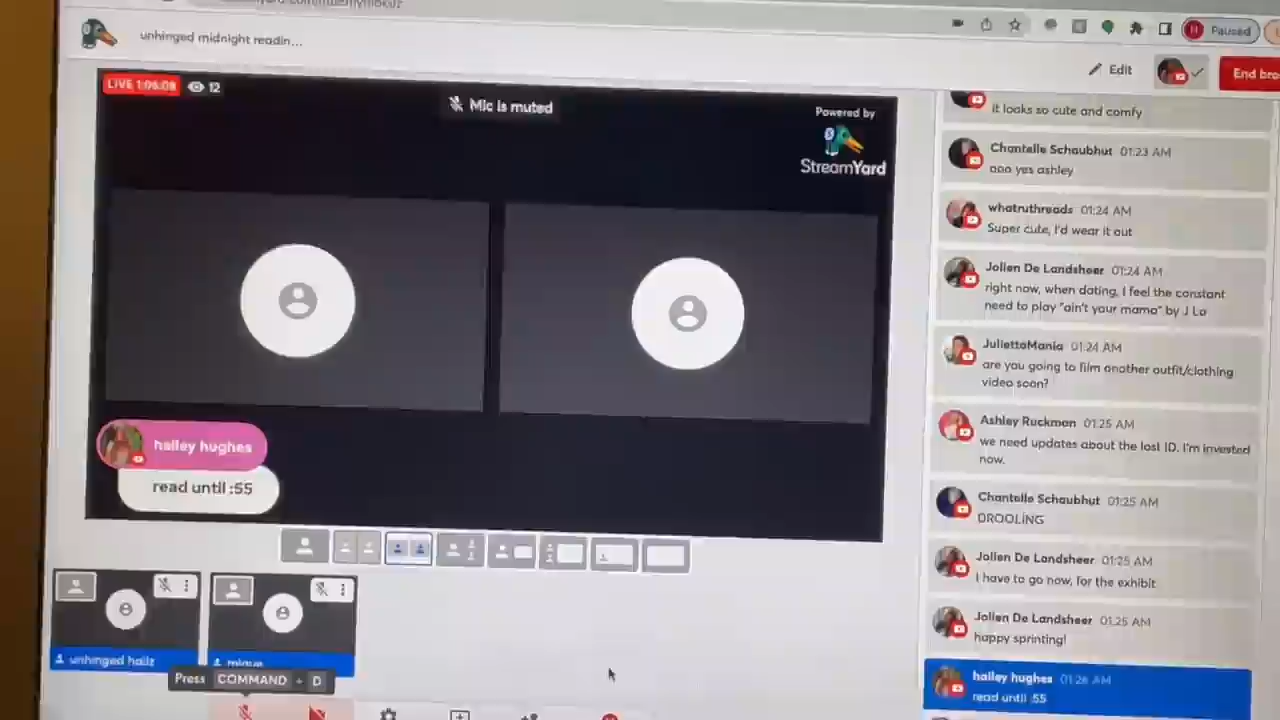 unhinged midnight readin...
Edit
Paused
End bro
LIVE 1:06:08
12
Mic is muted
Powered by
StreamYard
hailey hughes
read until :55
unhinged hailz
Press COMMAND + D
it looks so cute and comfy
Chantelle Schaubhut 01:23 AM
ooo yes ashley
whatruthreads 01:24 AM
Super cute, I'd wear it out
Jolien De Landsheer 01:24 AM
right now, when dating, I feel the constant
need to play "ain't your mama" by J Lo
JuliettaMania 01:24 AM
are you going to film another outfit/clothing
video soon?
Ashley Ruckman 01:25 AM
we need updates about the lost ID. I'm invested
now.
Chantelle Schaubhut 01:25 AM
DROOLING
Jolien De Landsheer 01:25 AM
I have to go now, for the exhibit
Jolien De Landsheer 01:25 AM
happy sprinting!
hailey hughes 01:26 AM
read until :55